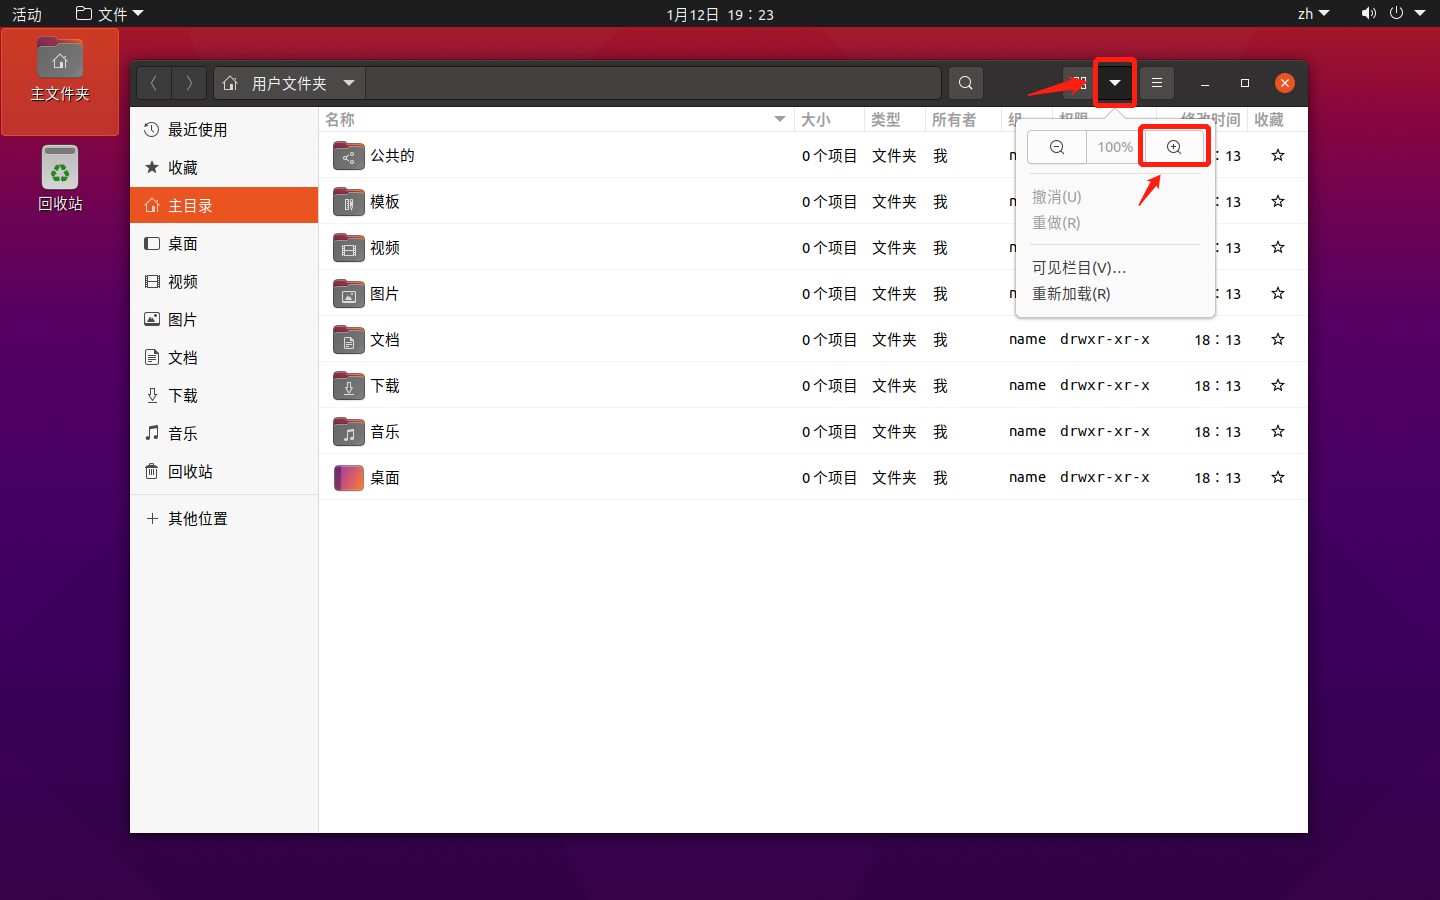 活动 文件 1月12日 19：23 zh
主文件夹
回收站
用户文件夹
最近使用
收藏
主目录
桌面
视频
图片
文档
下载
音乐
回收站
其他位置
名称 大小 类型 所有者 收藏
公共的 0 个项目 文件夹 我
模板 0 个项目 文件夹 我
视频 0 个项目 文件夹 我
图片 0 个项目 文件夹 我
文档 0 个项目 文件夹 我 name drwxr-xr-x 18：13
下载 0 个项目 文件夹 我 name drwxr-xr-x 18：13
音乐 0 个项目 文件夹 我 name drwxr-xr-x 18：13
桌面 0 个项目 文件夹 我 name drwxr-xr-x 18：13
100%
撤消(U)
重做(R)
可见栏目(V)…
重新加载(R)